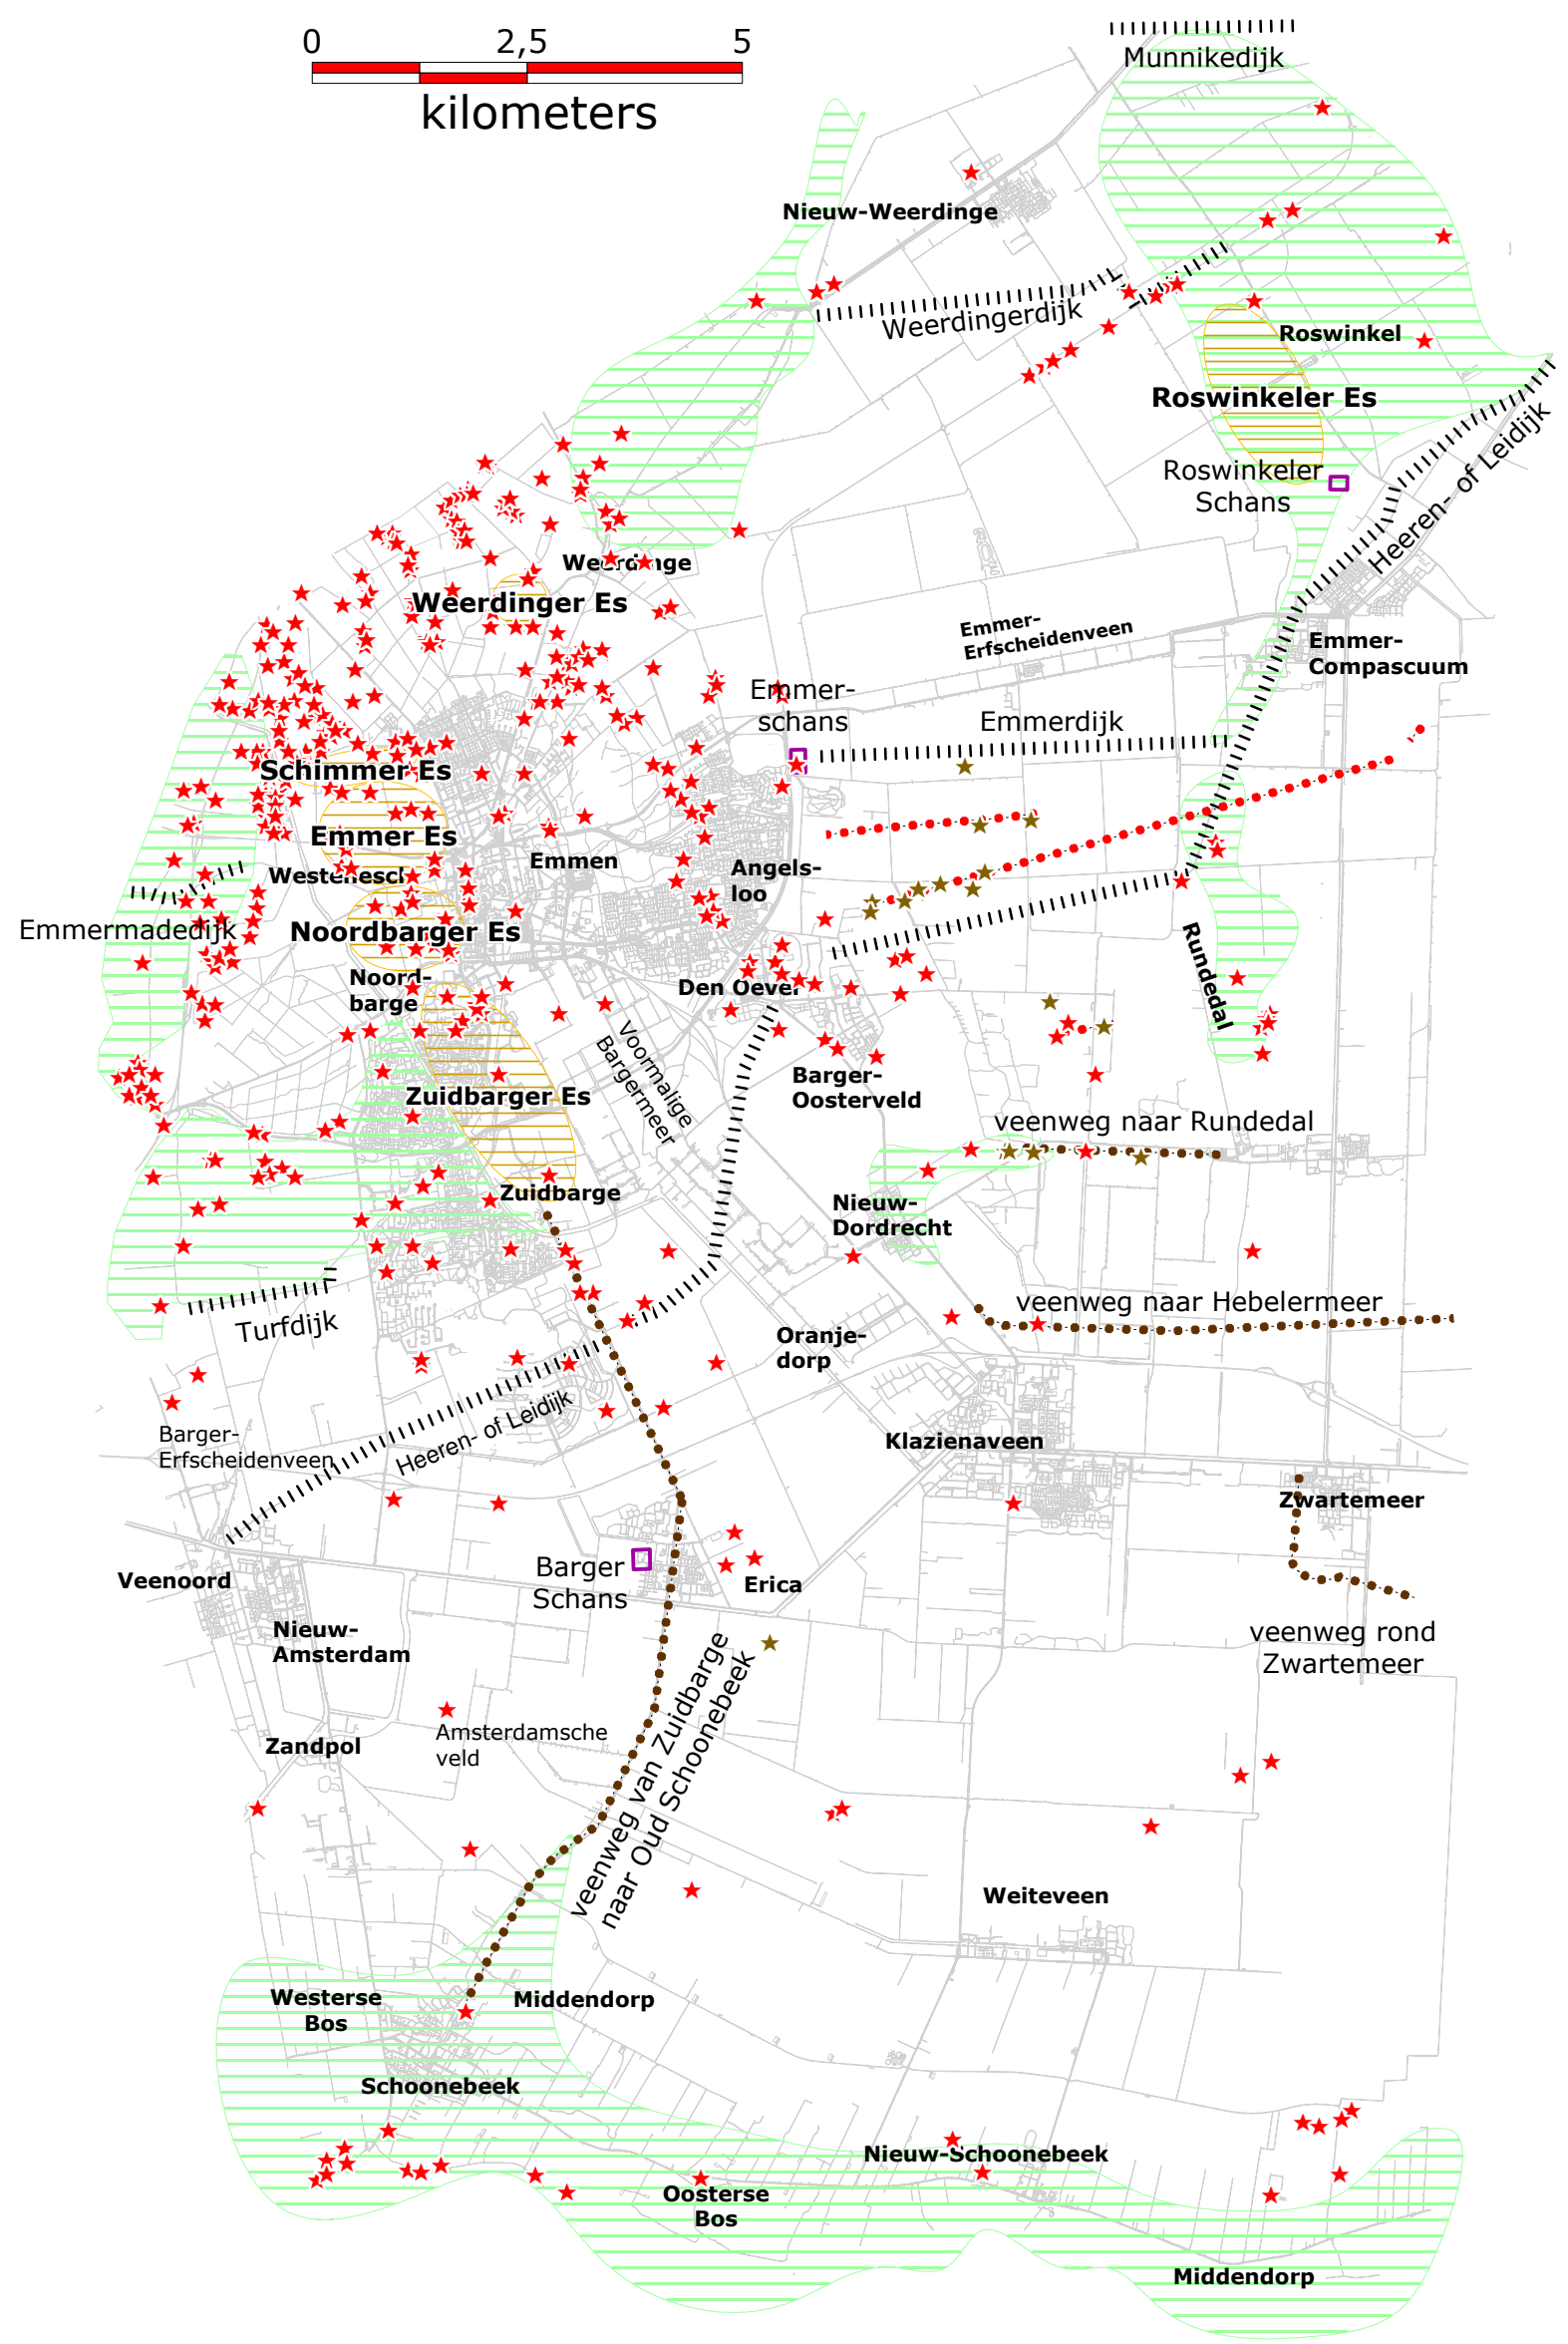 0 2,5 5
kilometers
Munnikedijk
Nieuw-Weerdinge
Weerdingerdijk
Roswinkel
Roswinkeler Es
Roswinkeler
Schans
Heeren- of Leidijk
Weerdinge
Weerdinger Es
Emmer-
Erfscheidenveen
Emmer-
Compascuum
Emmer-
schans
Emmerdijk
Schimmer Es
Emmer Es
Emmen
Westenesch
Angels-
loo
Emmermadedijk
Noordbarger Es
Noord-
barge
Den Oever
Rundedal
Voormalige
Bargermeer
Barger-
Oosterveld
Zuidbarger Es
veenweg naar Rundedal
Zuidbarge
Nieuw-
Dordrecht
Turfdijk
veenweg naar Hebelermeer
Oranje-
dorp
Heeren- of Leidijk
Barger-
Erfscheidenveen
Klazienaveen
Zwartemeer
Veenoord
Barger
Schans
Erica
Nieuw-
Amsterdam
veenweg rond
Zwartemeer
veenweg van Zuidbarge
naar Oud Schoonebeek
Amsterdamsche
veld
Zandpol
Weiteveen
Westerse
Bos
Middendorp
Schoonebeek
Nieuw-Schoonebeek
Oosterse
Bos
Middendorp